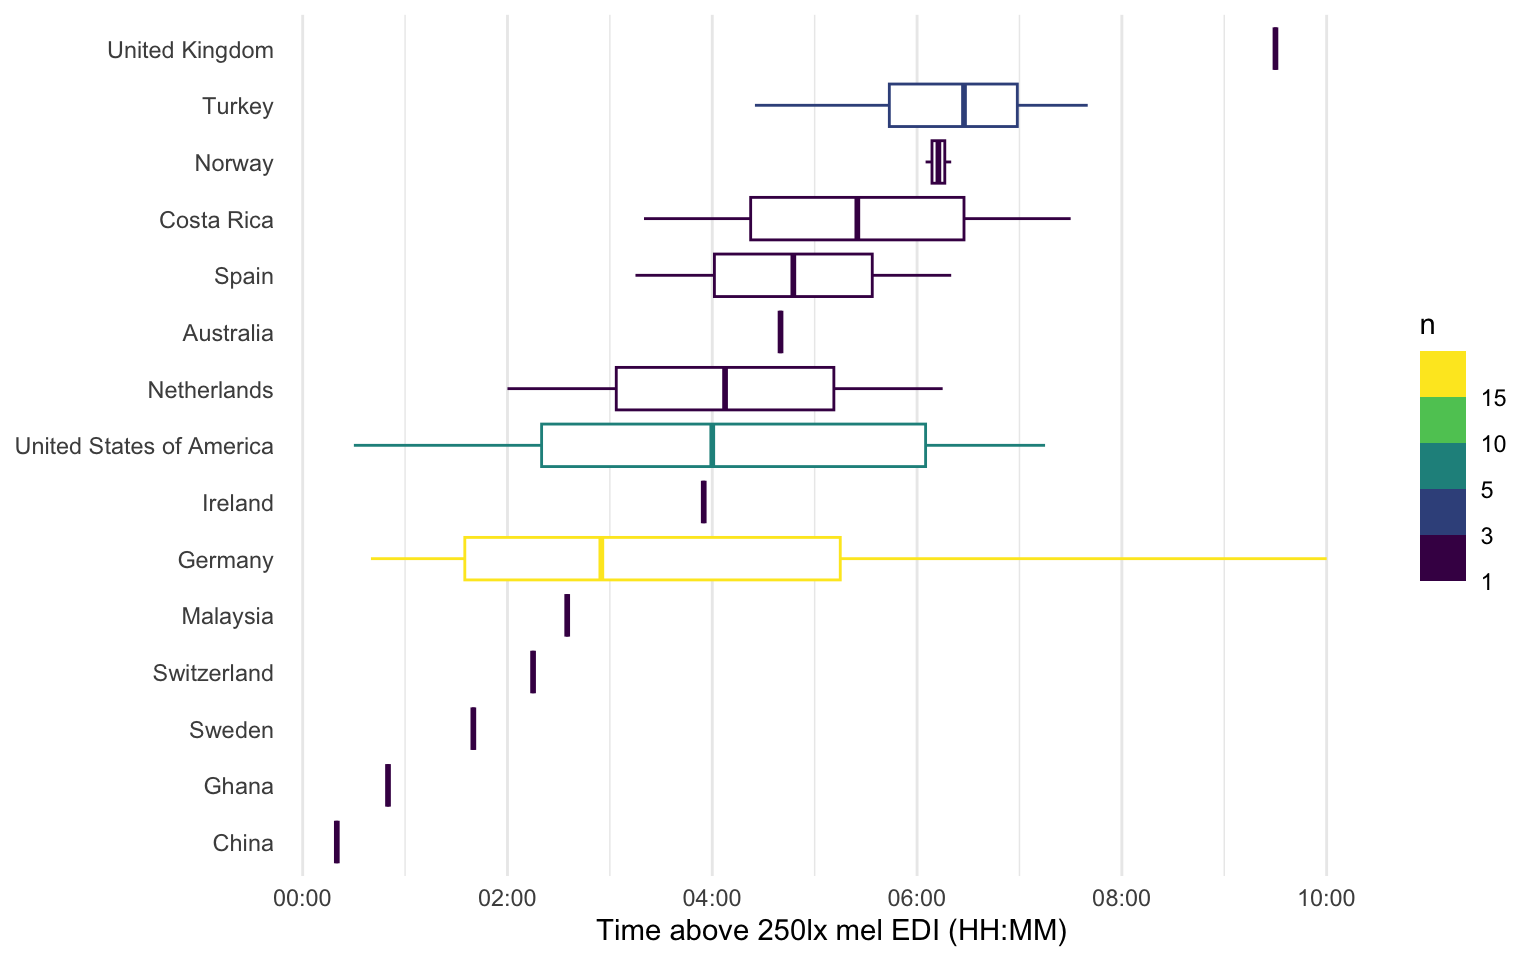 United Kingdom
Turkey
Norway
Costa Rica
Spain
Australia
Netherlands
United States of America
Ireland
Germany
Malaysia
Switzerland
Sweden
Ghana
China
00:00 02:00 04:00 06:00 08:00 10:00
Time above 250lx mel EDI (HH:MM)
n
15
10
5
3
1